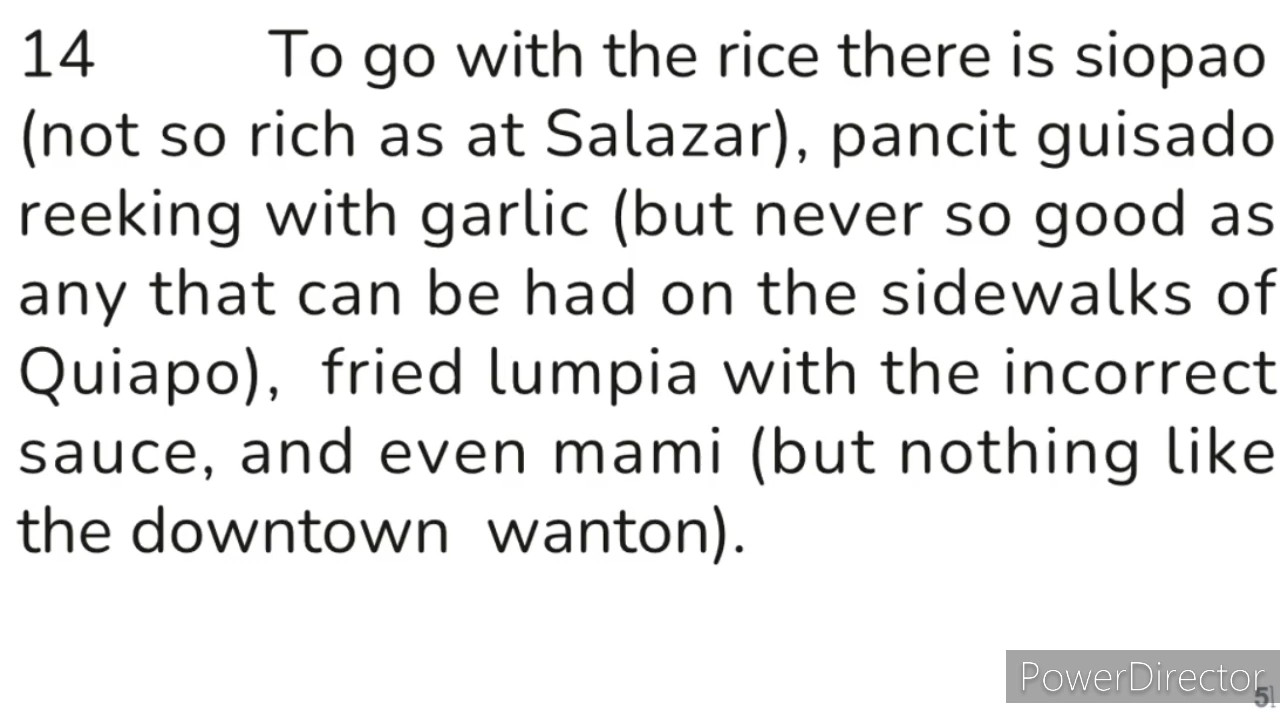 14 To go with the rice there is siopao
(not so rich as at Salazar), pancit guisado
reeking with garlic (but never so good as
any that can be had on the sidewalks of
Quiapo), fried lumpia with the incorrect
sauce, and even mami (but nothing like
the downtown wanton).
PowerDirector